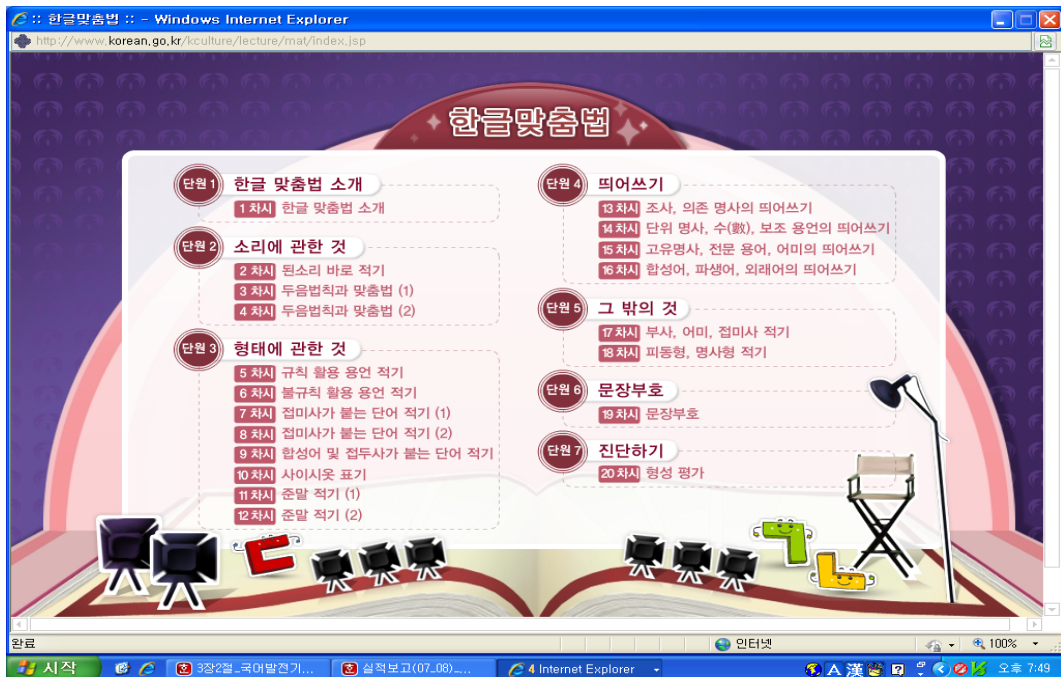 :: 한글맞춤법 :: - Windows Internet Explorer
http://www.korean.go.kr/kculture/lecture/mat/index.jsp
한글맞춤법
단원 1 한글 맞춤법 소개
1 차시 한글 맞춤법 소개
단원 2 소리에 관한 것
2 차시 된소리 바로 적기
3 차시 두음법칙과 맞춤법 (1)
4 차시 두음법칙과 맞춤법 (2)
단원 3 형태에 관한 것
5 차시 규칙 활용 용언 적기
6 차시 불규칙 활용 용언 적기
7 차시 접미사가 붙는 단어 적기 (1)
8 차시 접미사가 붙는 단어 적기 (2)
9 차시 합성어 및 접두사가 붙는 단어 적기
10 차시 사이시옷 표기
11 차시 준말 적기 (1)
12 차시 준말 적기 (2)
단원 4 띄어쓰기
13 차시 조사, 의존 명사의 띄어쓰기
14 차시 단위 명사, 수(數), 보조 용언의 띄어쓰기
15 차시 고유명사, 전문 용어, 어미의 띄어쓰기
16 차시 합성어, 파생어, 외래어의 띄어쓰기
단원 5 그 밖의 것
17 차시 부사, 어미, 접미사 적기
18 차시 피동형, 명사형 적기
단원 6 문장부호
19 차시 문장부호
단원 7 진단하기
20 차시 형성 평가
완료 인터넷 100%
시작 3장2절_국어발전기... 실적보고(07_08)_... 4 Internet Explorer A 漢 오후 7:49